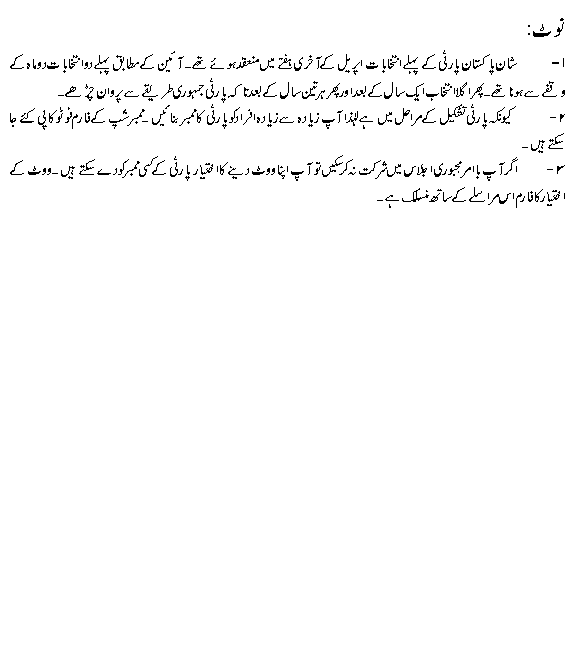 نوٹ:
۱- شان پاکستان پارٹی کے پہلے انتخابات اپریل کے آخری ہفتے میں منعقد ہوئے تھے۔ آئین کے مطابق پہلے دو انتخابات دو ماہ کے
وقفے سے ہونا تھے۔ پھر اگلا انتخاب ایک سال کے بعد اور پھر ہر تین سال کے بعد تاکہ پارٹی جمہوری طریقے سے پروان چڑھے۔
۲- کیونکہ پارٹی تشکیل کے مراحل میں ہے لہٰذا آپ زیادہ سے زیادہ افراد کو پارٹی کا ممبر بنائیں۔ ممبر شپ کے فارم فوٹو کاپی کئے جا
سکتے ہیں۔
۳- اگر آپ با امر مجبوری اجلاس میں شرکت نہ کر سکیں تو آپ اپنا ووٹ دینے کا اختیار پارٹی کے کسی ممبر کو دے سکتے ہیں۔ ووٹ کے
اختیار کا فارم اس مراسلے کے ساتھ منسلک ہے۔